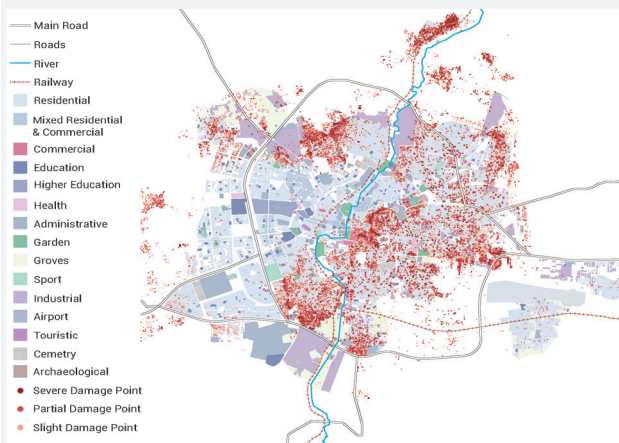 Main Road
Roads
River
Railway
Residential
Mixed Residential
& Commercial
Commercial
Education
Higher Education
Health
Administrative
Garden
Groves
Sport
Industrial
Airport
Touristic
Cemetry
Archaeological
Severe Damage Point
Partial Damage Point
Slight Damage Point